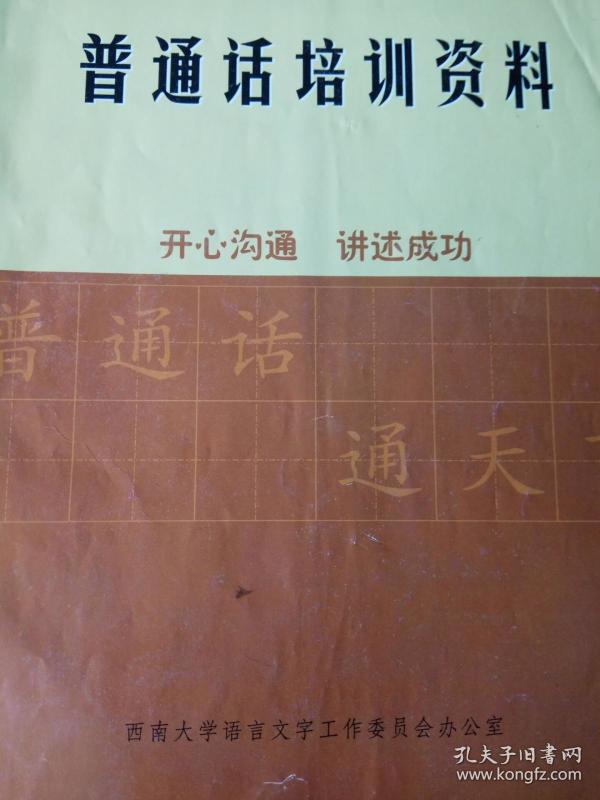 普通话培训资料
开心沟通 讲述成功
普通话
通天
西南大学语言文字工作委员会办公室
孔夫子旧书网
www.kongfz.com